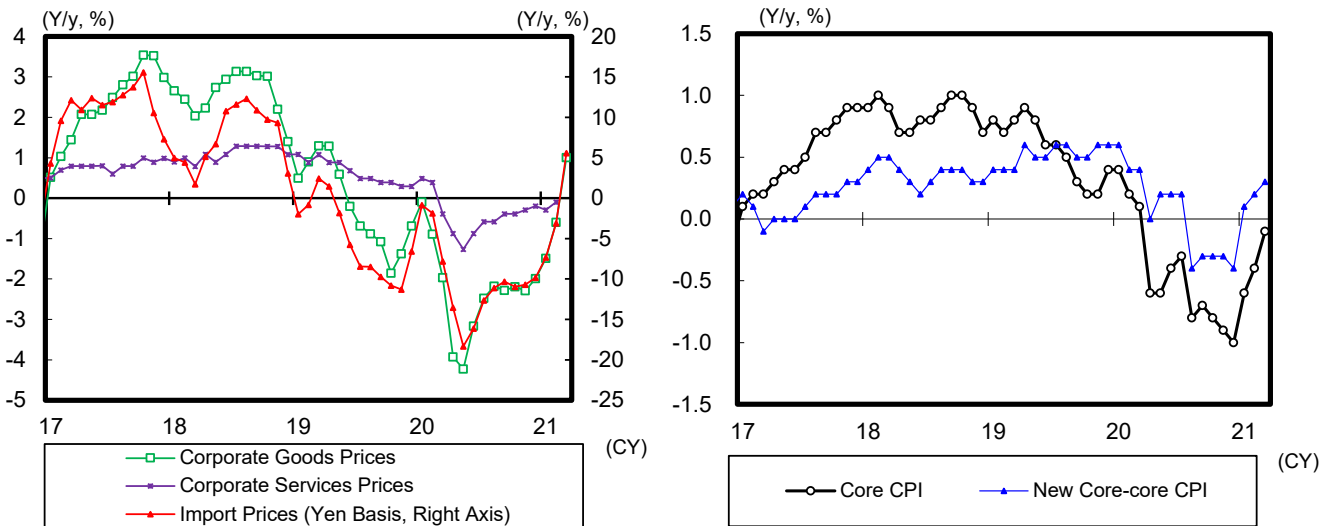 (Y/y, %)
(Y/y, %)
4
3
2
1
0
-1
-2
-3
-4
-5
20
15
10
5
0
-5
-10
-15
-20
-25
17 18 19 20 21
(CY)
Corporate Goods Prices
Corporate Services Prices
Import Prices (Yen Basis, Right Axis)
(Y/y, %)
1.5
1.0
0.5
0.0
-0.5
-1.0
-1.5
17 18 19 20 21
(CY)
Core CPI New Core-core CPI